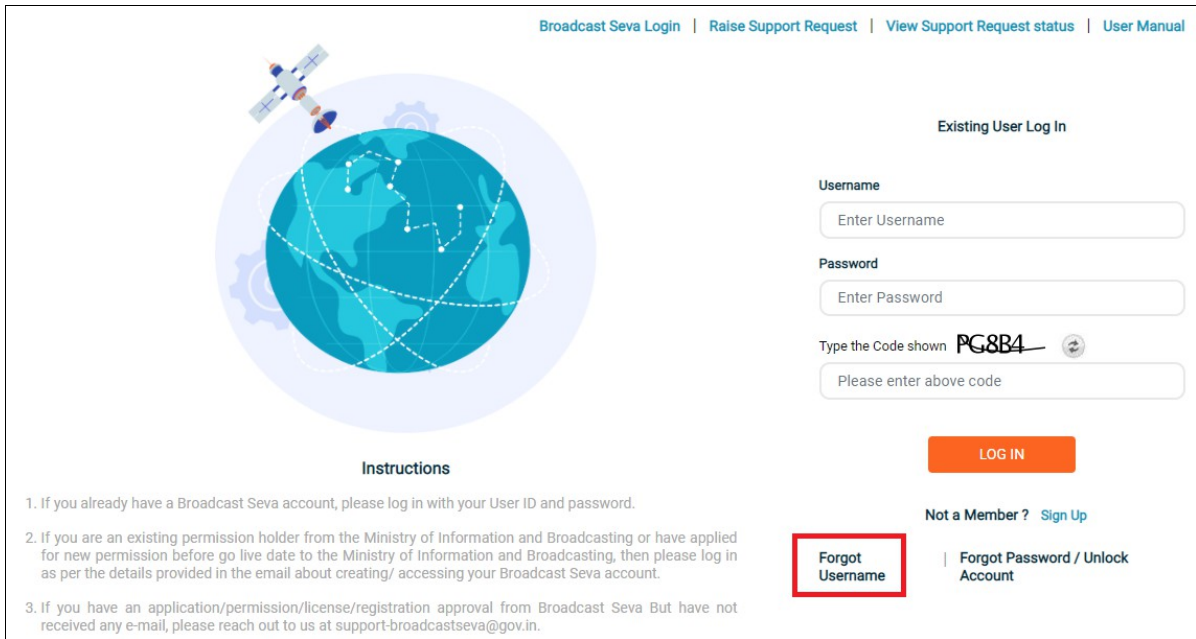 Broadcast Seva Login | Raise Support Request | View Support Request status | User Manual
Existing User Log In
Username
Enter Username
Password
Enter Password
Type the Code shown PG8B4
Please enter above code
LOG IN
Not a Member ? Sign Up
Forgot Username | Forgot Password / Unlock Account
Instructions
1. If you already have a Broadcast Seva account, please log in with your User ID and password.
2. If you are an existing permission holder from the Ministry of Information and Broadcasting or have applied
for new permission before go live date to the Ministry of Information and Broadcasting, then please log in
as per the details provided in the email about creating/ accessing your Broadcast Seva account.
3. If you have an application/permission/license/registration approval from Broadcast Seva But have not
received any e-mail, please reach out to us at support-broadcastseva@gov.in.